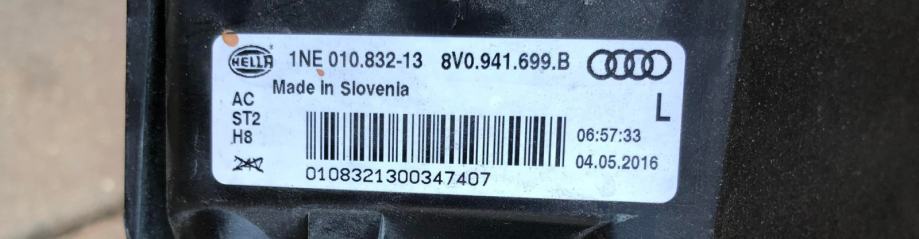 HELLA 1NE 010.832-13 8V0.941.699.B
Made in Slovenia
L
AC
ST2
H8
06:57:33
04.05.2016
0108321300347407